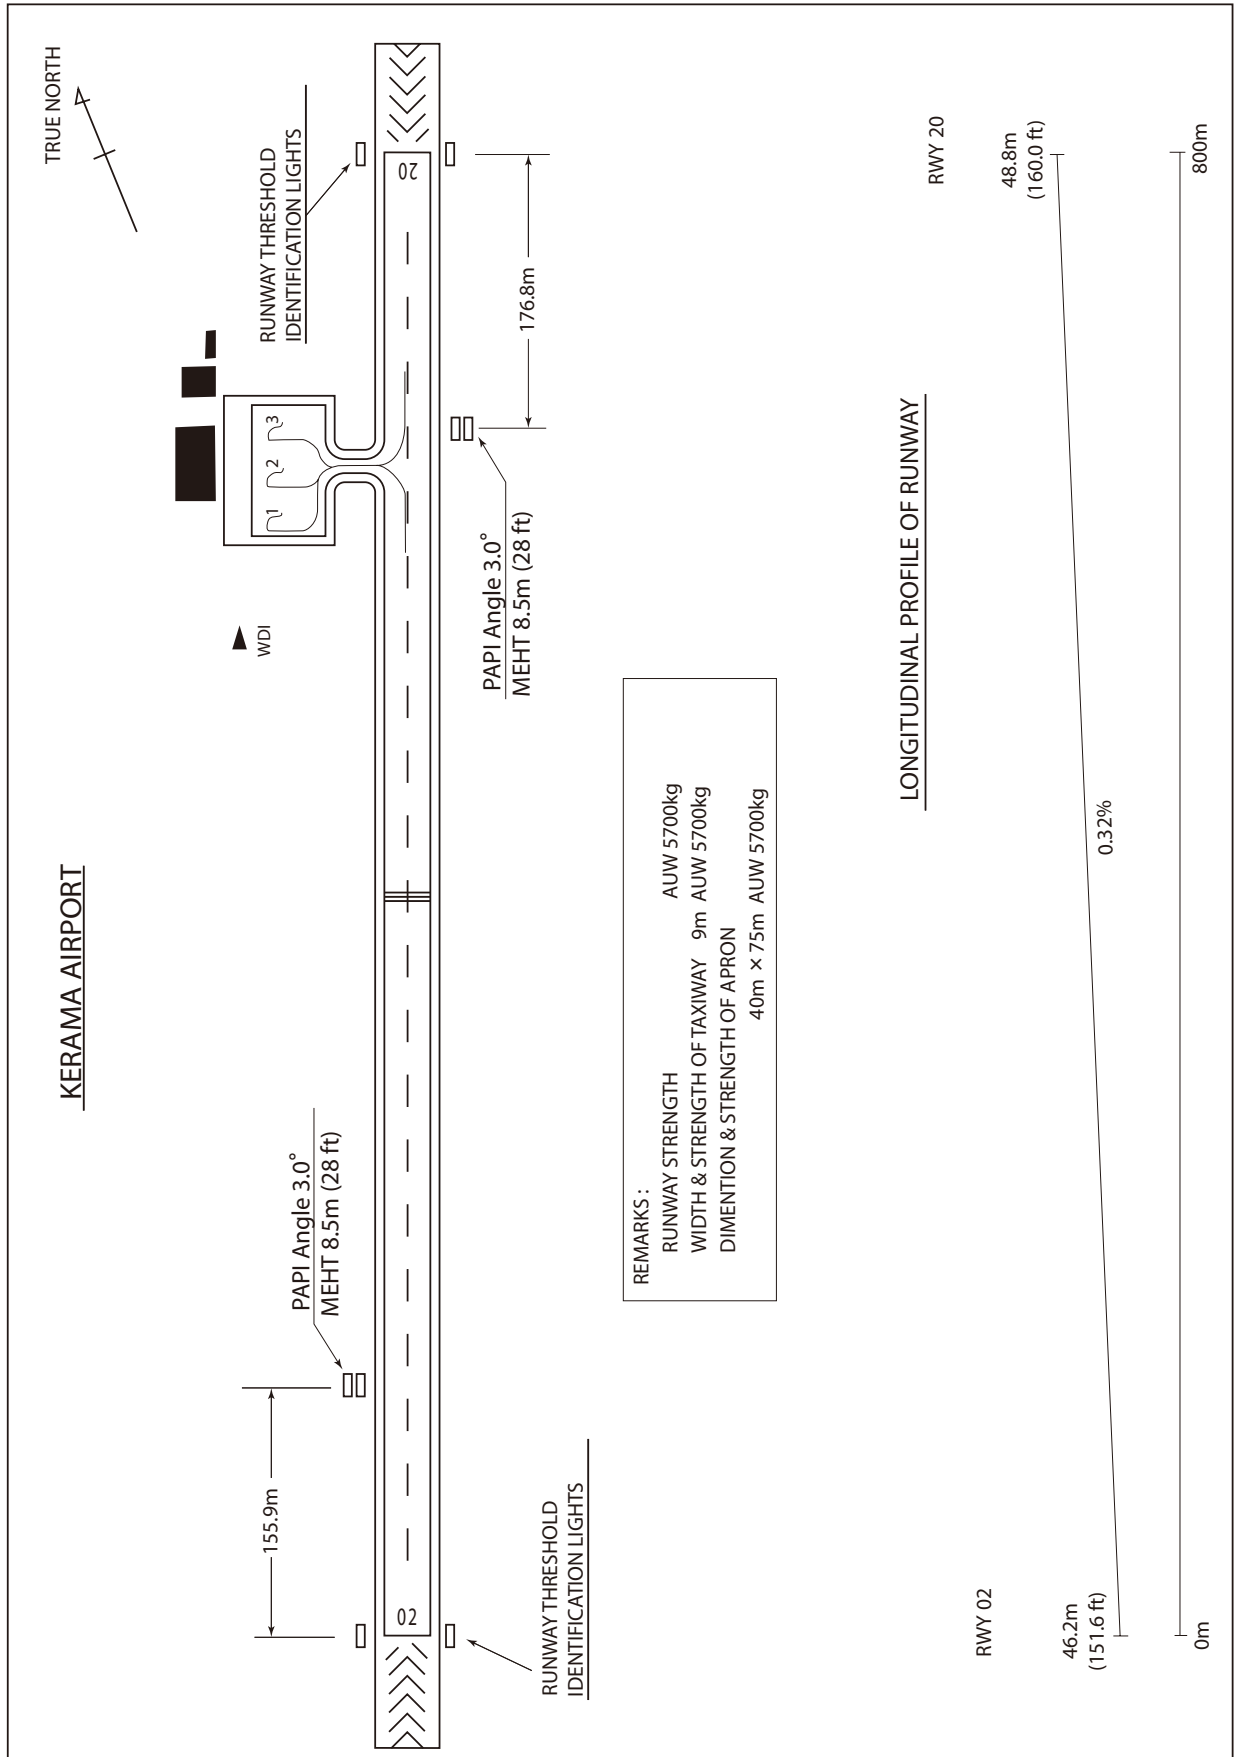 KERAMA AIRPORT
TRUE NORTH
RUNWAY THRESHOLD
IDENTIFICATION LIGHTS
PAPI Angle 3.0°
MEHT 8.5m (28 ft)
155.9m
WDI
1
2
3
02
20
176.8m
PAPI Angle 3.0°
MEHT 8.5m (28 ft)
RUNWAY THRESHOLD
IDENTIFICATION LIGHTS
REMARKS :
RUNWAY STRENGTH AUW 5700kg
WIDTH & STRENGTH OF TAXIWAY 9m AUW 5700kg
DIMENTION & STRENGTH OF APRON
40m × 75m AUW 5700kg
LONGITUDINAL PROFILE OF RUNWAY
RWY 02
RWY 20
46.2m
(151.6 ft)
48.8m
(160.0 ft)
0.32%
0m
800m